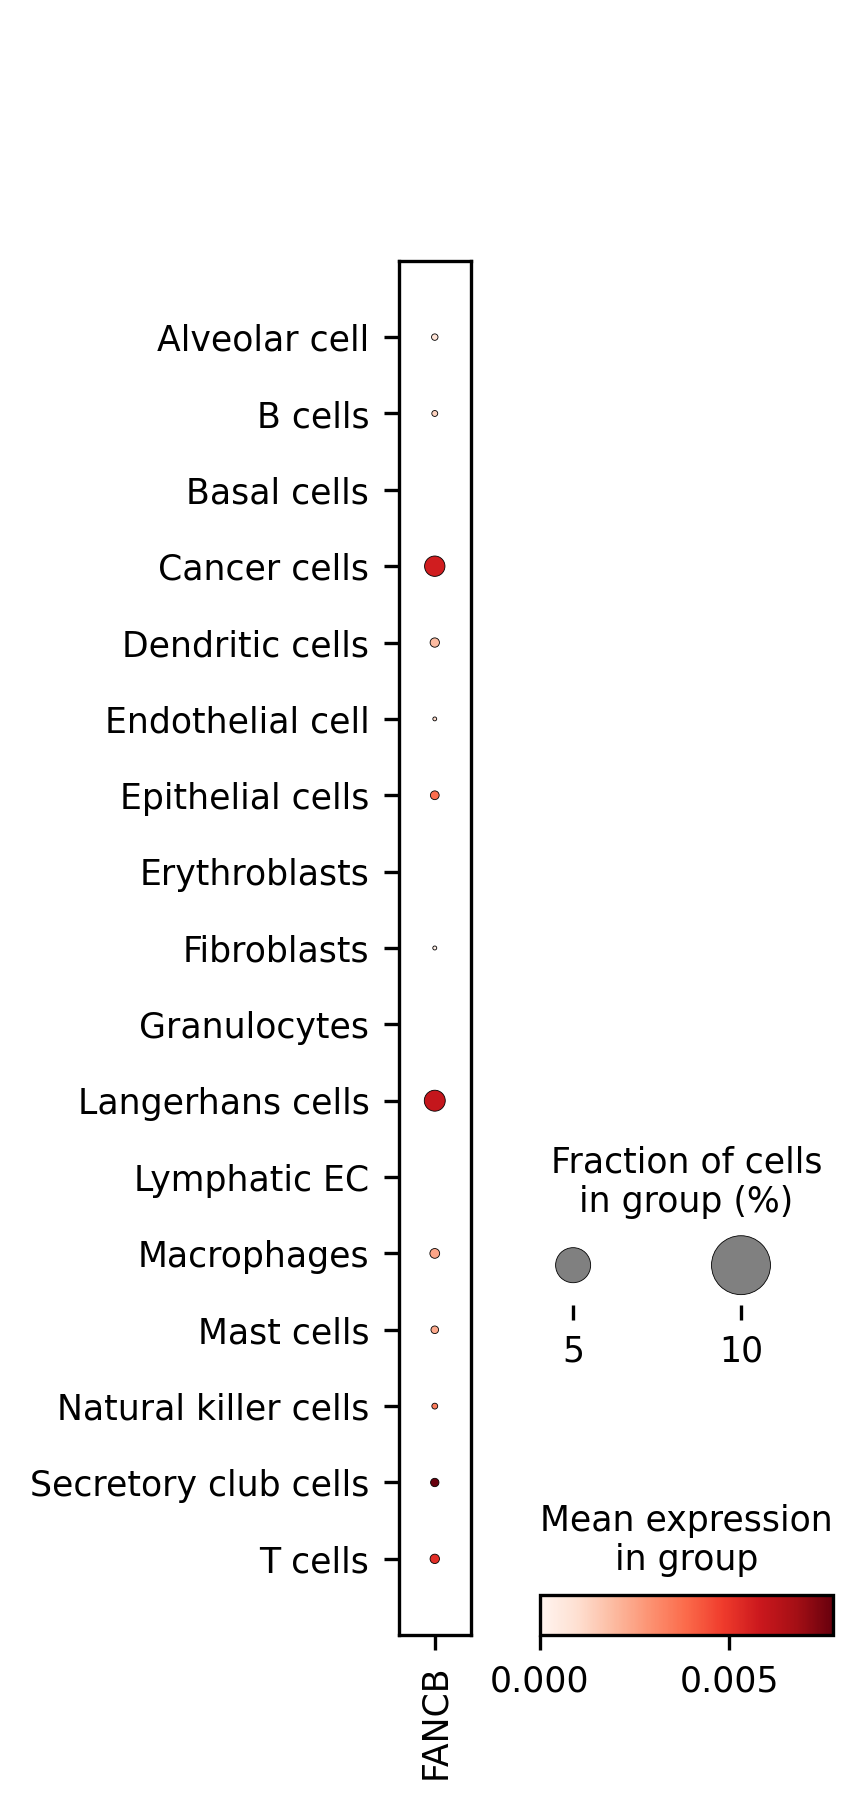 Alveolar cell
B cells
Basal cells
Cancer cells
Dendritic cells
Endothelial cell
Epithelial cells
Erythroblasts
Fibroblasts
Granulocytes
Langerhans cells
Lymphatic EC
Macrophages
Mast cells
Natural killer cells
Secretory club cells
T cells
FANCB
Fraction of cells
in group (%)
5 10
Mean expression
in group
0.000 0.005